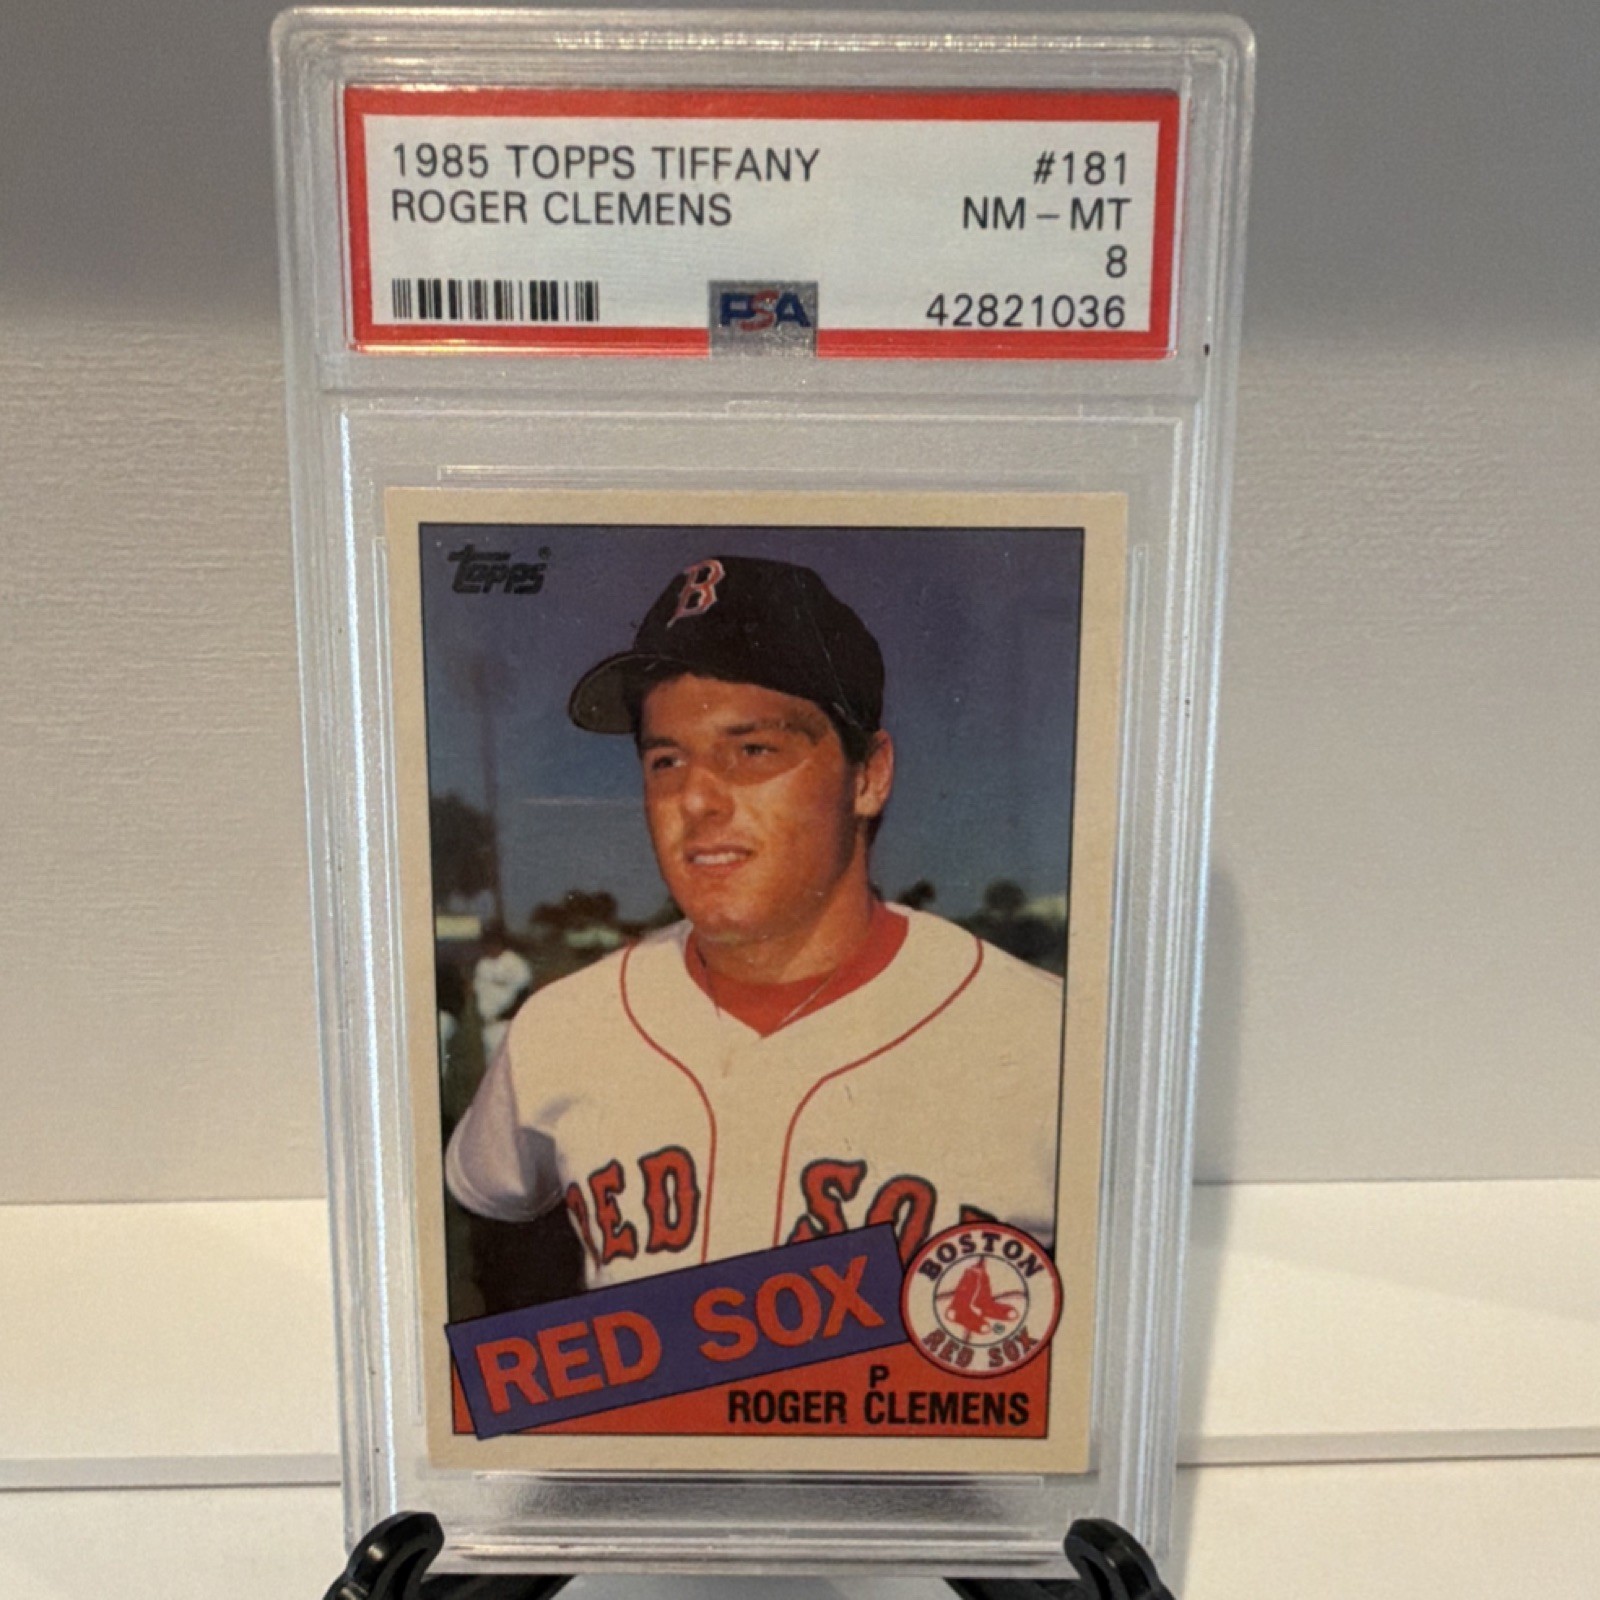 1985 TOPPS TIFFANY #181
ROGER CLEMENS NM - MT
8
PSA 42821036
topps®
B
RED SO
BOSTON
RED SOX
RED SOX
P
ROGER CLEMENS